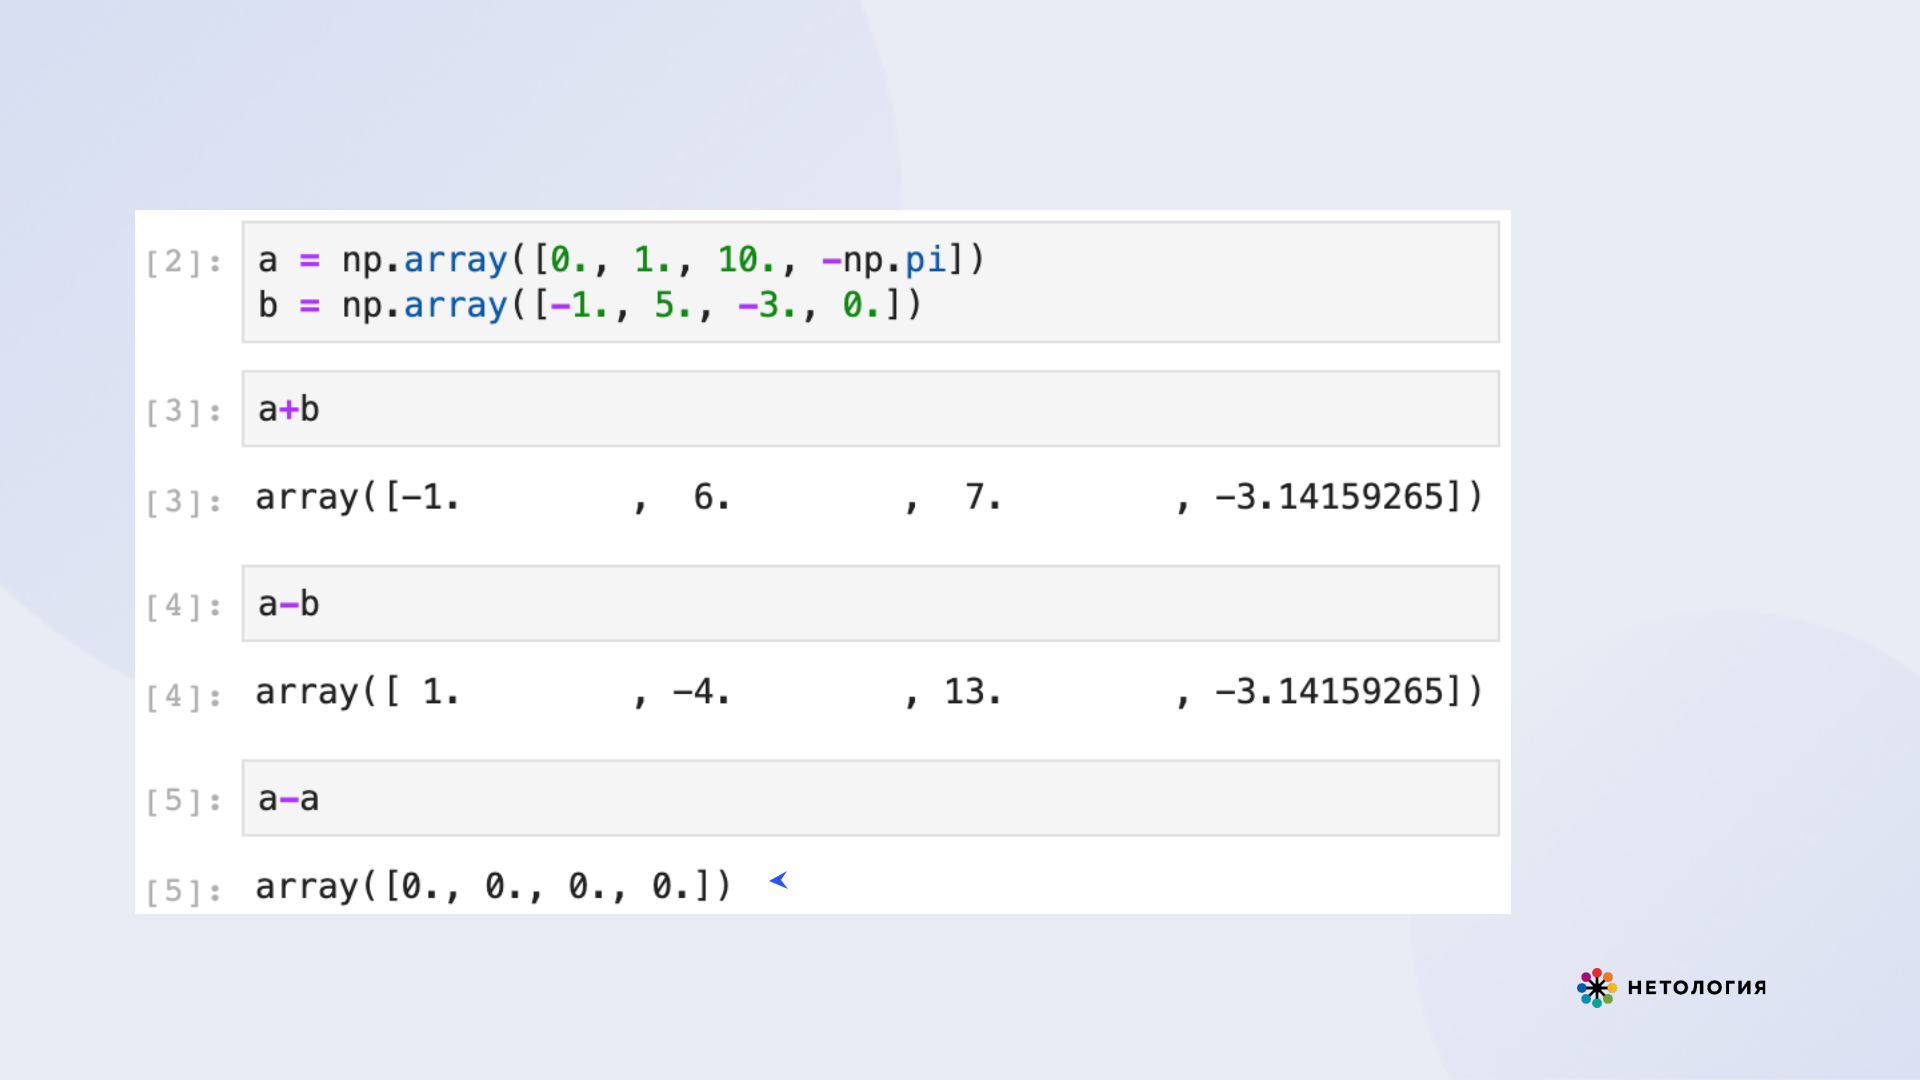 [2]: a = np.array([0., 1., 10., -np.pi])
b = np.array([-1., 5., -3., 0.])
[3]: a+b
[3]: array([-1.        ,  6.        ,  7.        , -3.14159265])
[4]: a-b
[4]: array([ 1.        , -4.        , 13.        , -3.14159265])
[5]: a-a
[5]: array([0., 0., 0., 0.])
НЕТОЛОГИЯ